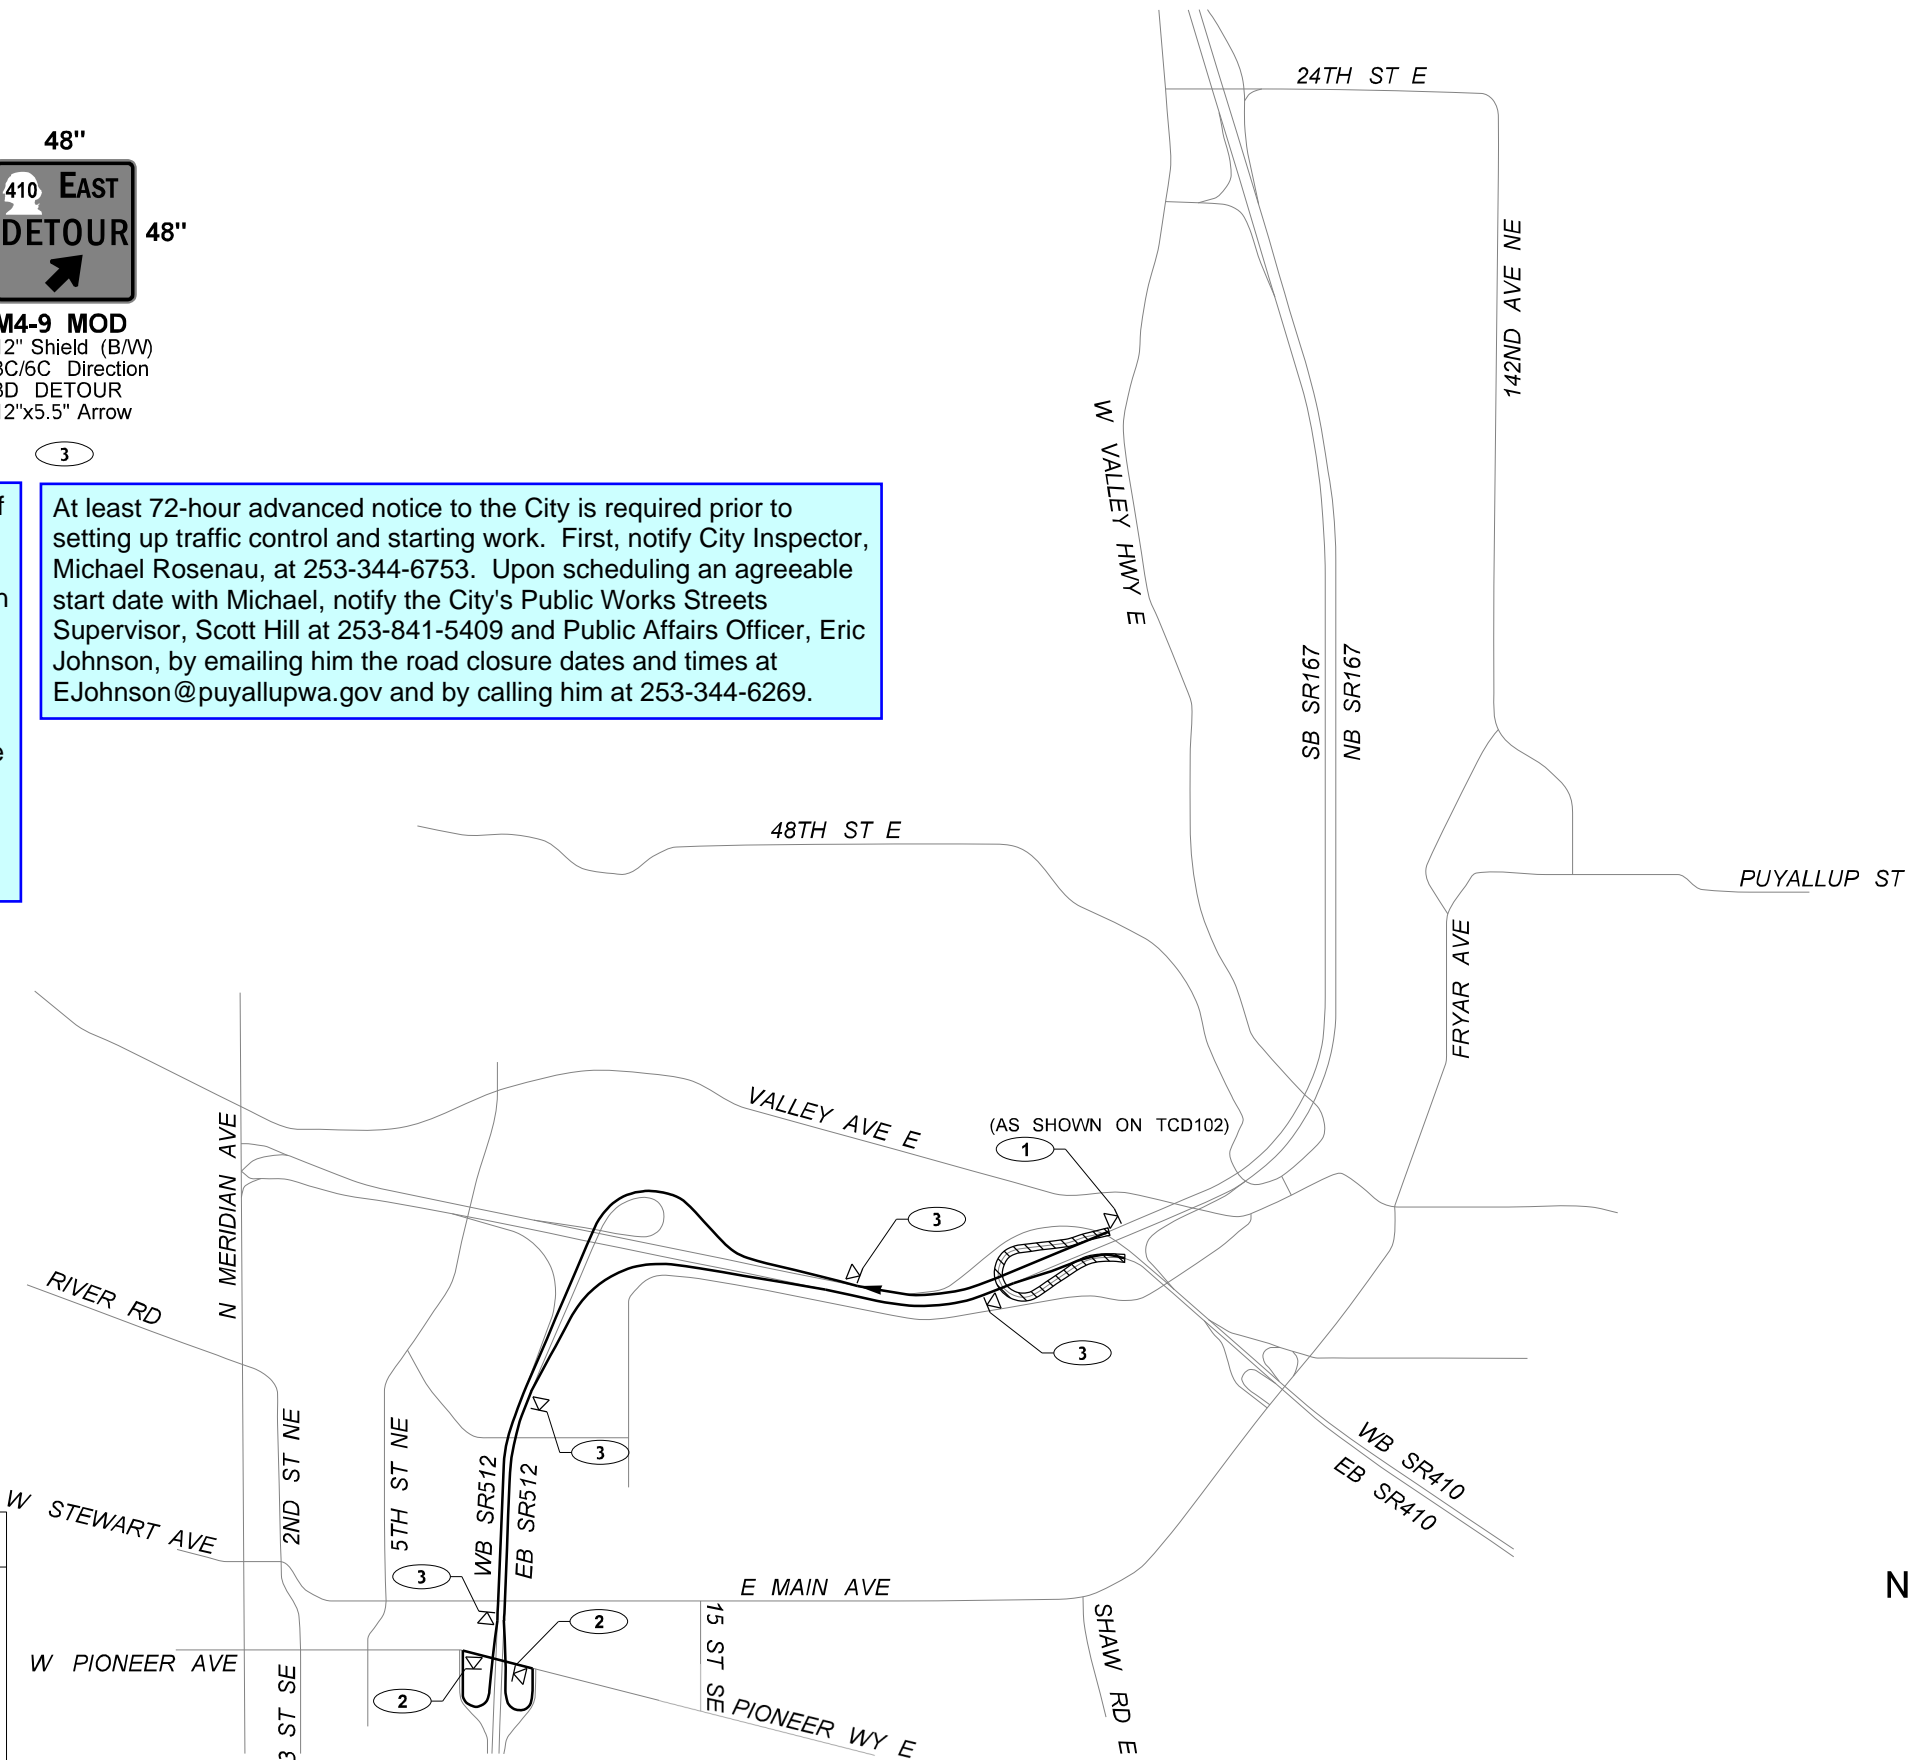 24TH ST E
48"
410 EAST
DETOUR
48"
M4-9 MOD
12" Shield (B/W)
8C/6C Direction
8D DETOUR
12"x5.5" Arrow
3
At least 72-hour advanced notice to the City is required prior to
setting up traffic control and starting work. First, notify City Inspector,
Michael Rosenau, at 253-344-6753. Upon scheduling an agreeable
start date with Michael, notify the City's Public Works Streets
Supervisor, Scott Hill at 253-841-5409 and Public Affairs Officer, Eric
Johnson, by emailing him the road closure dates and times at
EJohnson@puyallupwa.gov and by calling him at 253-344-6269.
142ND AVE NE
W VALLEY HWY E
SB SR167
NB SR167
48TH ST E
PUYALLUP ST
FRYAR AVE
VALLEY AVE E
(AS SHOWN ON TCD102)
1
N MERIDIAN AVE
3
RIVER RD
3
3
2ND ST NE
5TH ST NE
WB SR512
EB SR512
WB SR410
EB SR410
W STEWART AVE
3
E MAIN AVE
N
2
15 ST SE
SHAW RD E
W PIONEER AVE
2
ST SE
PIONEER WY E